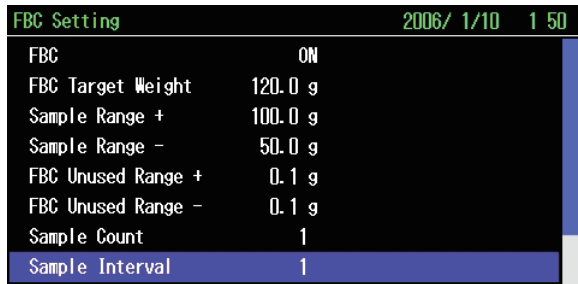 FBC Setting 2006/ 1/10 1 50
FBC ON
FBC Target Weight 120.0 g
Sample Range + 100.0 g
Sample Range - 50.0 g
FBC Unused Range + 0.1 g
FBC Unused Range - 0.1 g
Sample Count 1
Sample Interval 1